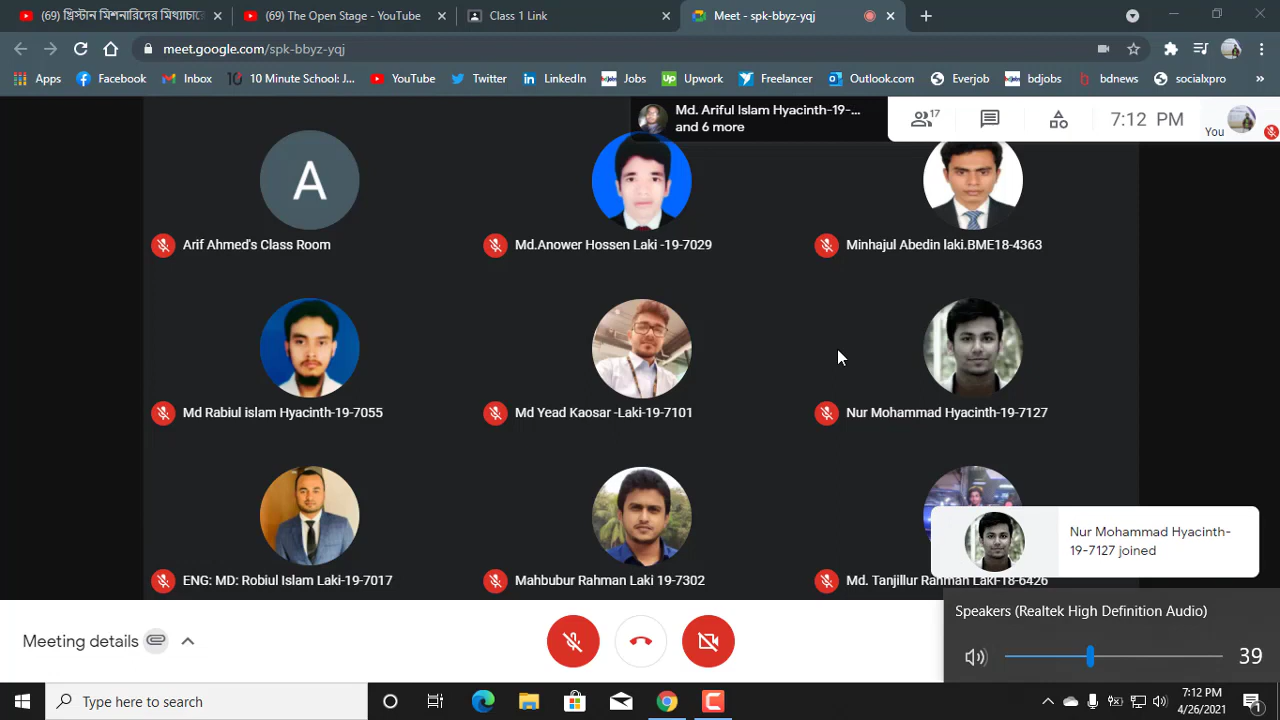 (69) খ্রিস্টান মিশনারিদের মিথ্যাচারে
(69) The Open Stage - YouTube
Class 1 Link
Meet - spk-bbyz-yqj
meet.google.com/spk-bbyz-yqj
Apps
Facebook
Inbox
10 Minute School: J...
YouTube
Twitter
LinkedIn
Jobs
Upwork
Freelancer
Outlook.com
Everjob
bdjobs
bdnews
socialxpro
»
Md. Ariful Islam Hyacinth-19-...
and 6 more
17
7:12 PM
You
A
Arif Ahmed's Class Room
Md.Anower Hossen Laki -19-7029
Minhajul Abedin laki.BME18-4363
Md Rabiul islam Hyacinth-19-7055
Md Yead Kaosar -Laki-19-7101
Nur Mohammad Hyacinth-19-7127
ENG: MD: Robiul Islam Laki-19-7017
Mahbubur Rahman Laki 19-7302
Md. Tanjillur Rahman Laki-18-6426
Nur Mohammad Hyacinth-
19-7127 joined
Speakers (Realtek High Definition Audio)
39
Meeting details
Type here to search
7:12 PM
4/26/2021
1